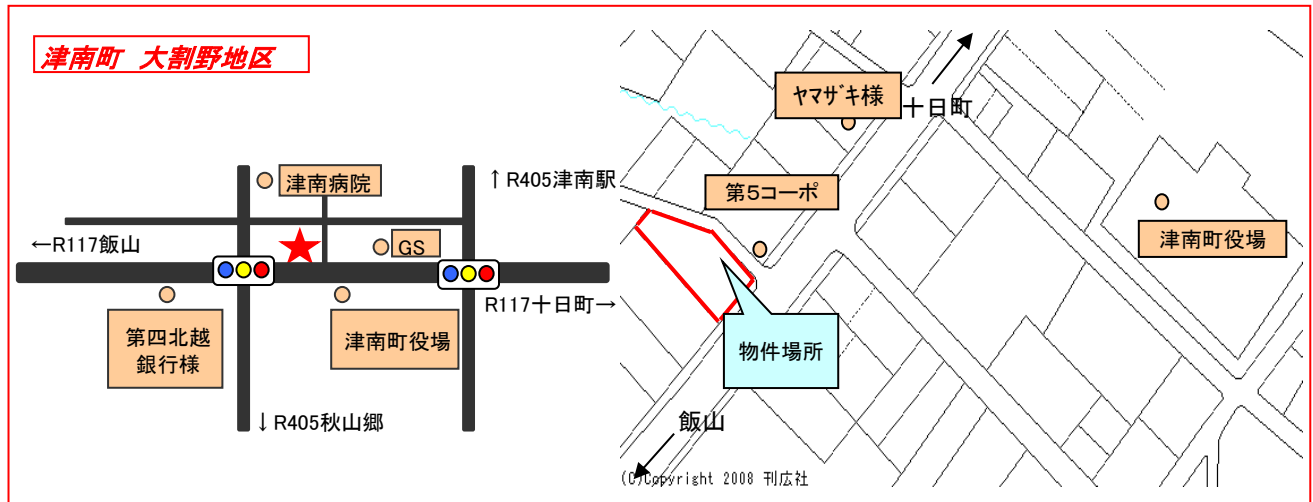 津南町 大割野地区
津南病院
↑R405津南駅
←R117飯山
GS
R117十日町→
第四北越
銀行様
津南町役場
↓R405秋山郷
ヤマザキ様
十日町
第5コーポ
津南町役場
物件場所
飯山
(C)Copyright 2008 刊広社